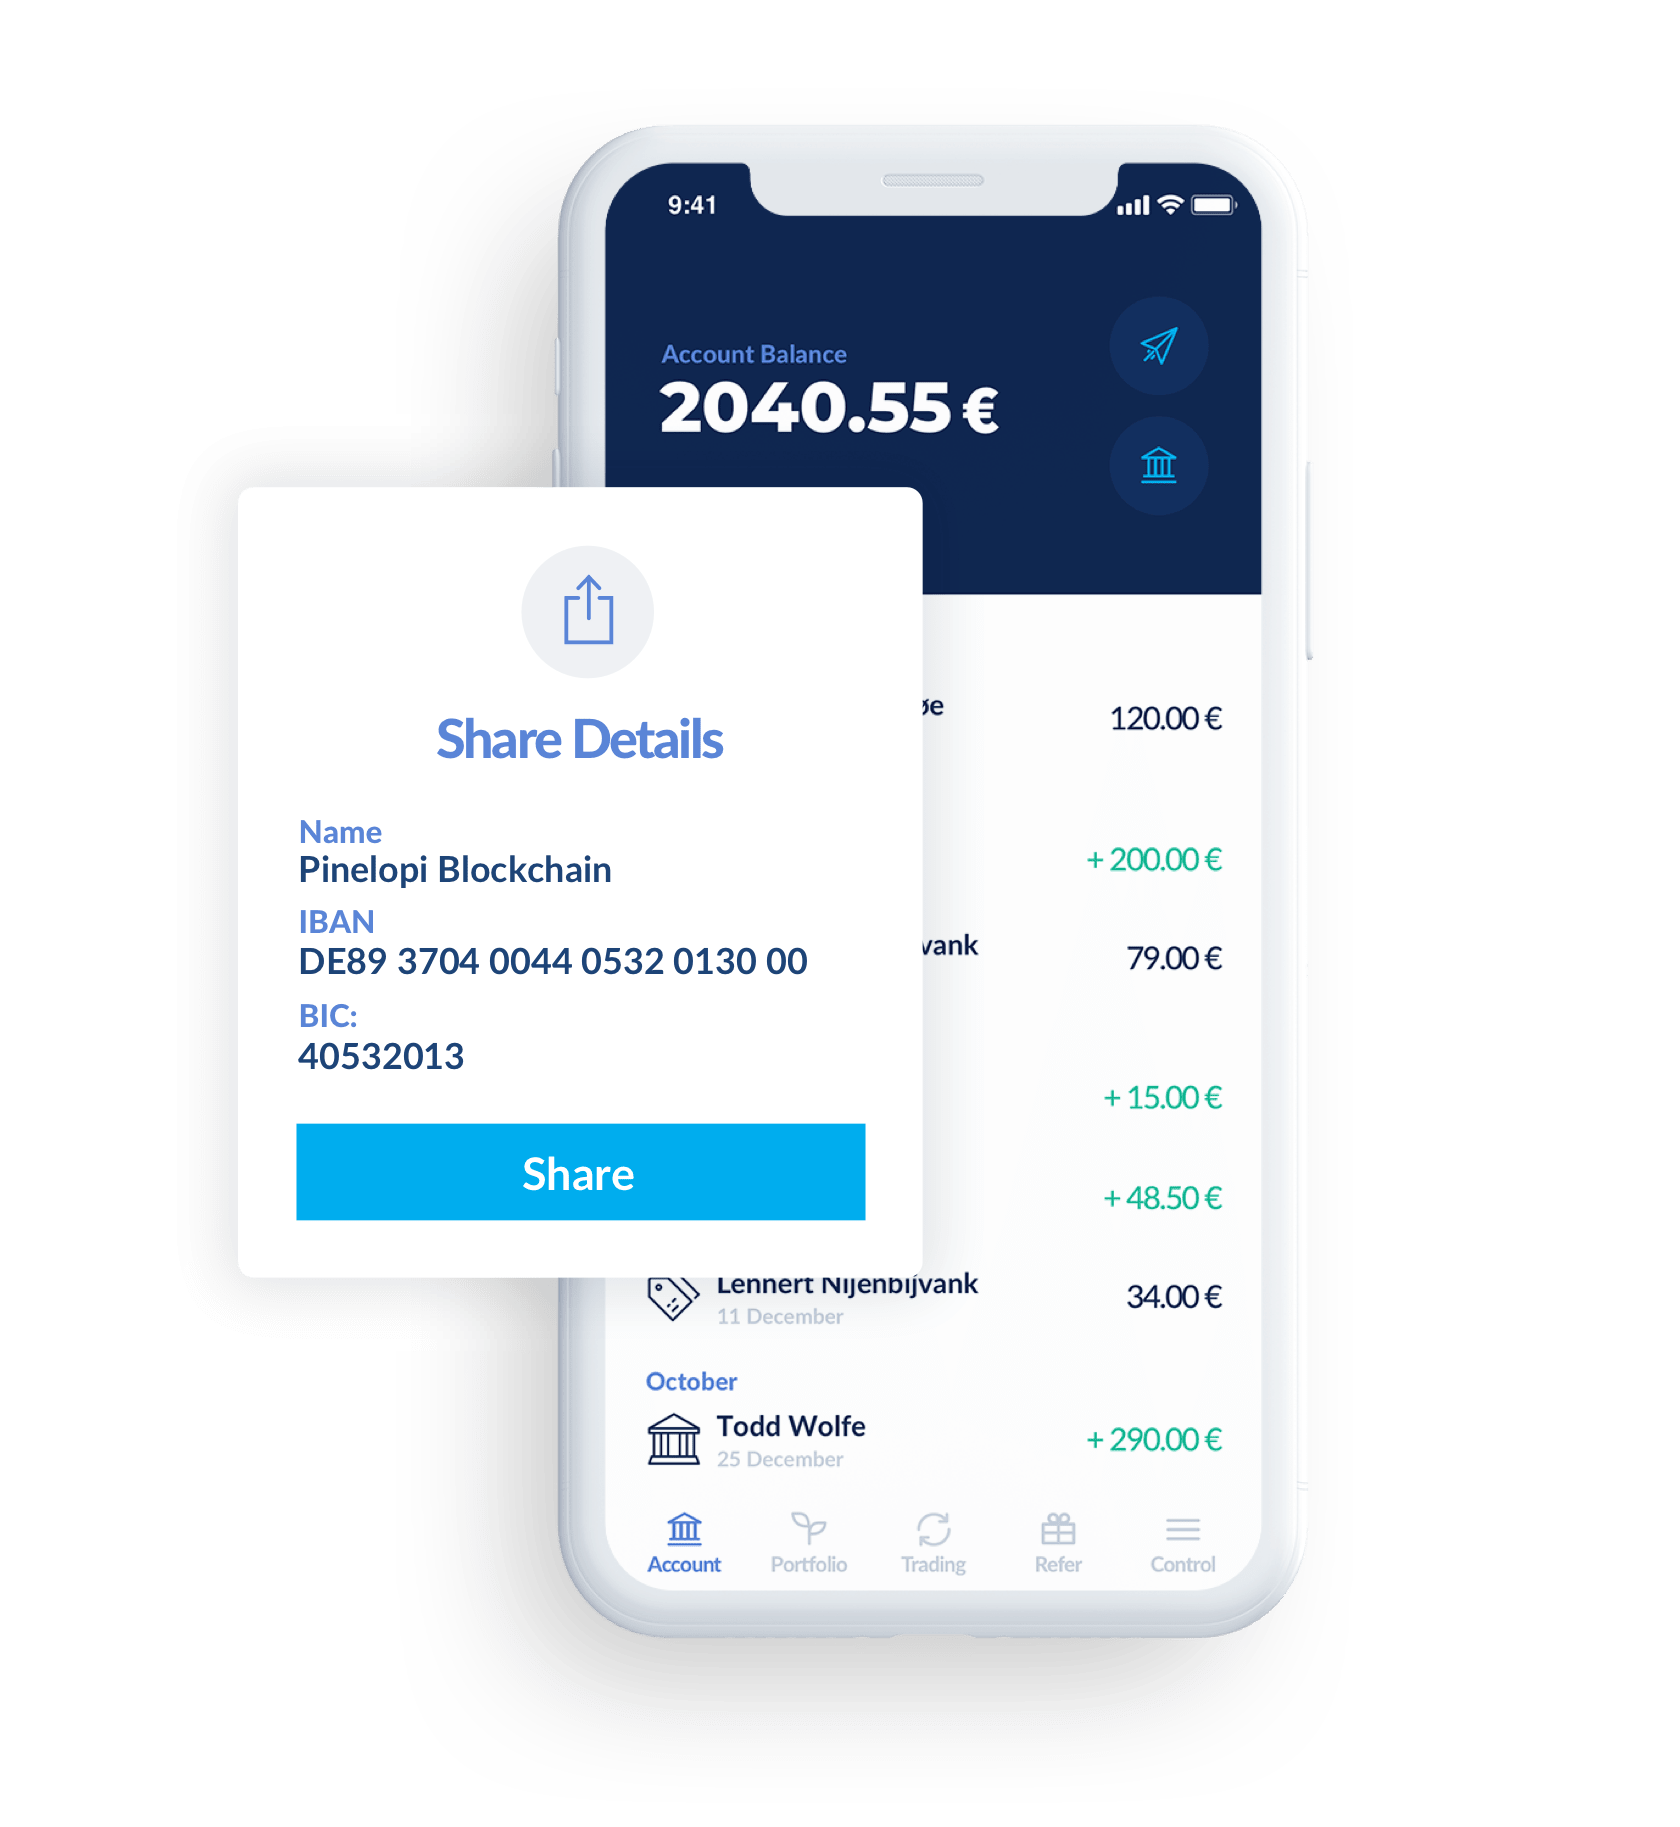 9:41
Account Balance
2040.55 €
Share Details
Name
Pinelopi Blockchain
IBAN
DE89 3704 0044 0532 0130 00
BIC:
40532013
Share
øe
120.00 €
+ 200.00 €
vank
79.00 €
+ 15.00 €
+ 48.50 €
Lennert Nijenbijvank
34.00 €
11 December
October
Todd Wolfe
+ 290.00 €
25 December
Account Portfolio Trading Refer Control